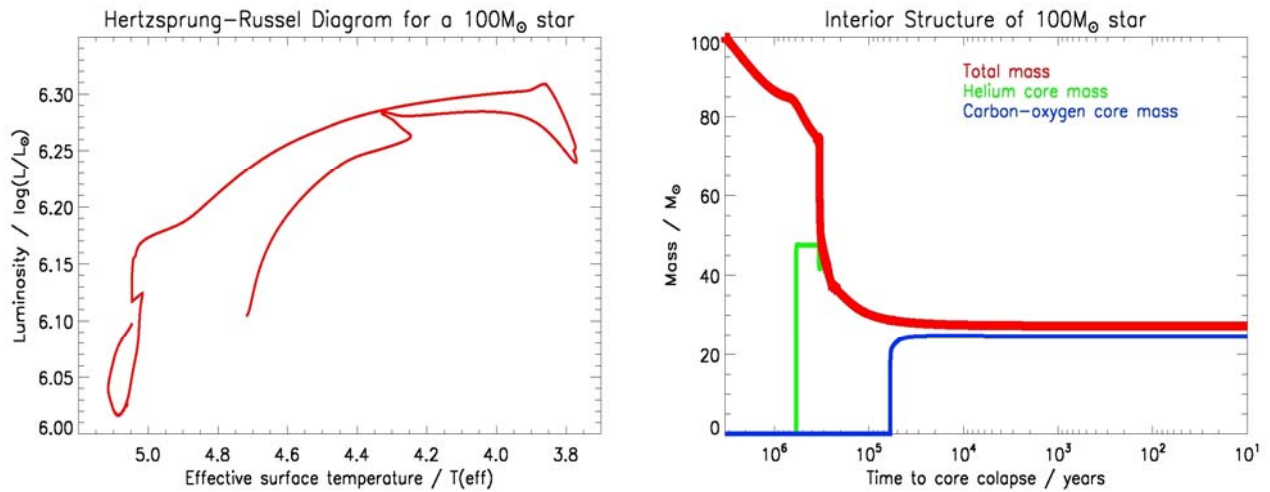 Hertzsprung-Russel Diagram for a 100M☉ star
Luminosity / log(L/L☉)
6.30
6.25
6.20
6.15
6.10
6.05
6.00
5.0 4.8 4.6 4.4 4.2 4.0 3.8
Effective surface temperature / T(eff)
Interior Structure of 100M☉ star
Total mass
Helium core mass
Carbon-oxygen core mass
Mass / M☉
100
80
60
40
20
0
10⁶ 10⁵ 10⁴ 10³ 10² 10¹
Time to core colapse / years